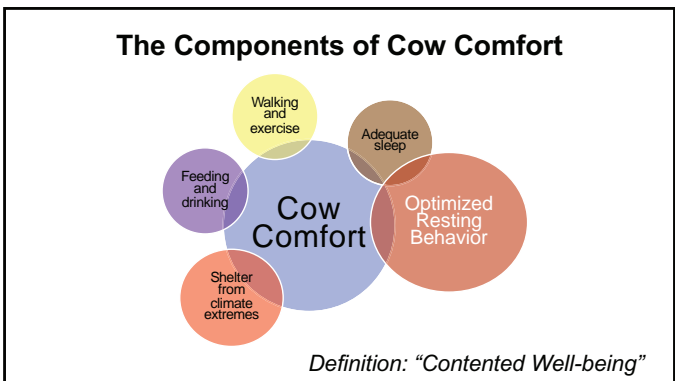 The Components of Cow Comfort
Walking
and
exercise
Adequate
sleep
Feeding
and
drinking
Cow
Comfort
Optimized
Resting
Behavior
Shelter
from
climate
extremes
Definition: “Contented Well-being”